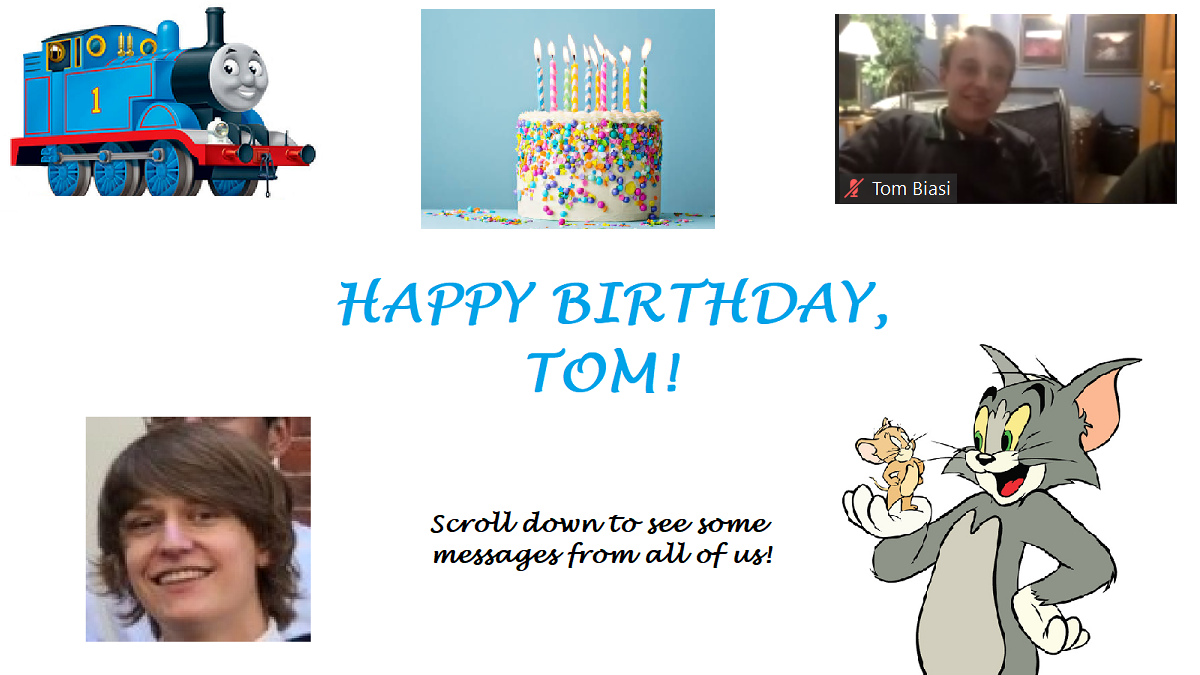 1
Tom Biasi
HAPPY BIRTHDAY,
TOM!
Scroll down to see some
messages from all of us!